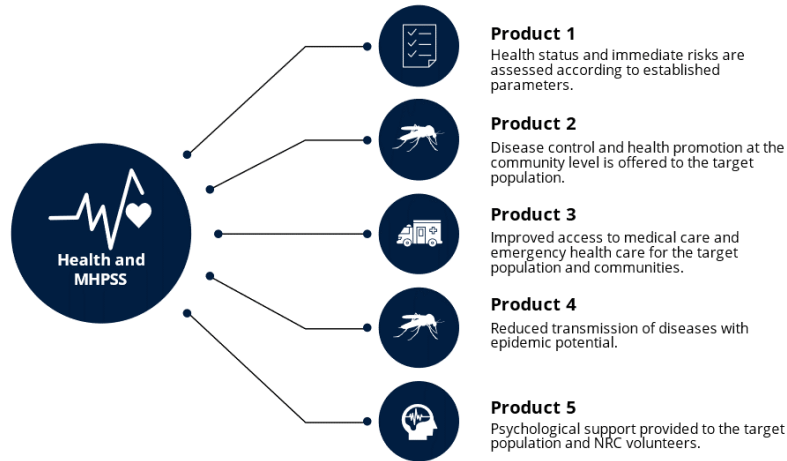 Health and
MHPSS
Product 1
Health status and immediate risks are
assessed according to established
parameters.
Product 2
Disease control and health promotion at the
community level is offered to the target
population.
Product 3
Improved access to medical care and
emergency health care for the target
population and communities.
Product 4
Reduced transmission of diseases with
epidemic potential.
Product 5
Psychological support provided to the target
population and NRC volunteers.